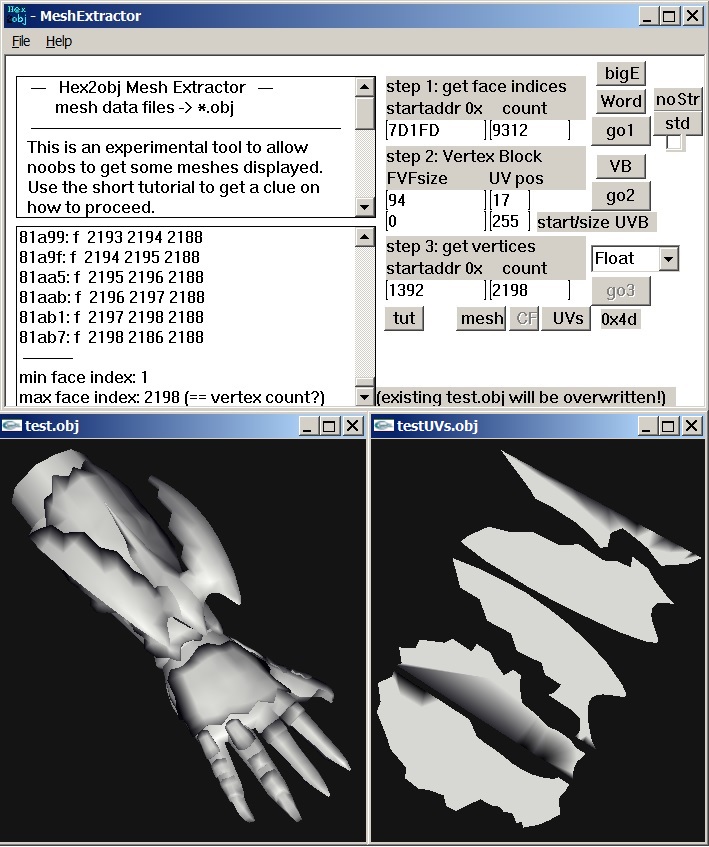 Hex obj - MeshExtractor
File Help
— Hex2obj Mesh Extractor —
mesh data files -> *.obj
This is an experimental tool to allow
noobs to get some meshes displayed.
Use the short tutorial to get a clue on
how to proceed.
81a99: f 2193 2194 2188
81a9f: f 2194 2195 2188
81aa5: f 2195 2196 2188
81aab: f 2196 2197 2188
81ab1: f 2197 2198 2188
81ab7: f 2198 2186 2188
min face index: 1
max face index: 2198 (== vertex count?)
step 1: get face indices
startaddr 0x count
7D1FD 9312
step 2: Vertex Block
FVFsize UV pos
94 17
0 255 start/size UVB
step 3: get vertices
startaddr 0x count
1392 2198
tut mesh CF UVs 0x4d
(existing test.obj will be overwritten!)
bigE
Word noStr
go1 std
VB
go2
Float
go3
test.obj
testUVs.obj